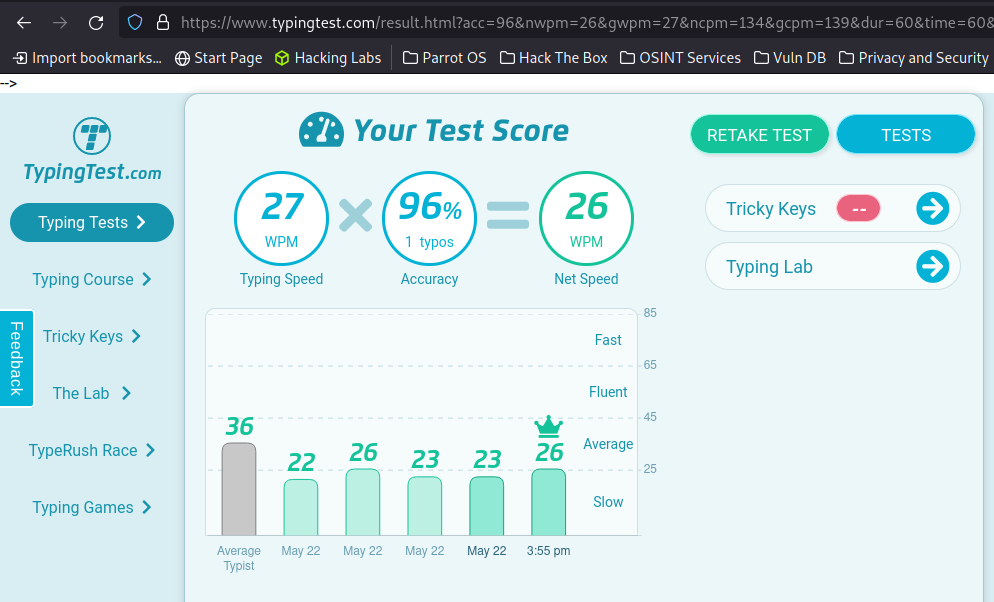 https://www.typingtest.com/result.html?acc=96&nwpm=26&gwpm=27&ncpm=134&gcpm=139&dur=60&time=60&
Import bookmarks... Start Page Hacking Labs Parrot OS Hack The Box OSINT Services Vuln DB Privacy and Security
-->
TypingTest.com
Typing Tests
Typing Course
Tricky Keys
The Lab
TypeRush Race
Typing Games
Feedback
Your Test Score
RETAKE TEST
TESTS
27
WPM
Typing Speed
96%
1 typos
Accuracy
26
WPM
Net Speed
Tricky Keys --
Typing Lab
85
Fast
65
Fluent
45
Average
25
Slow
36
22
26
23
23
26
Average
Typist
May 22
May 22
May 22
May 22
3:55 pm